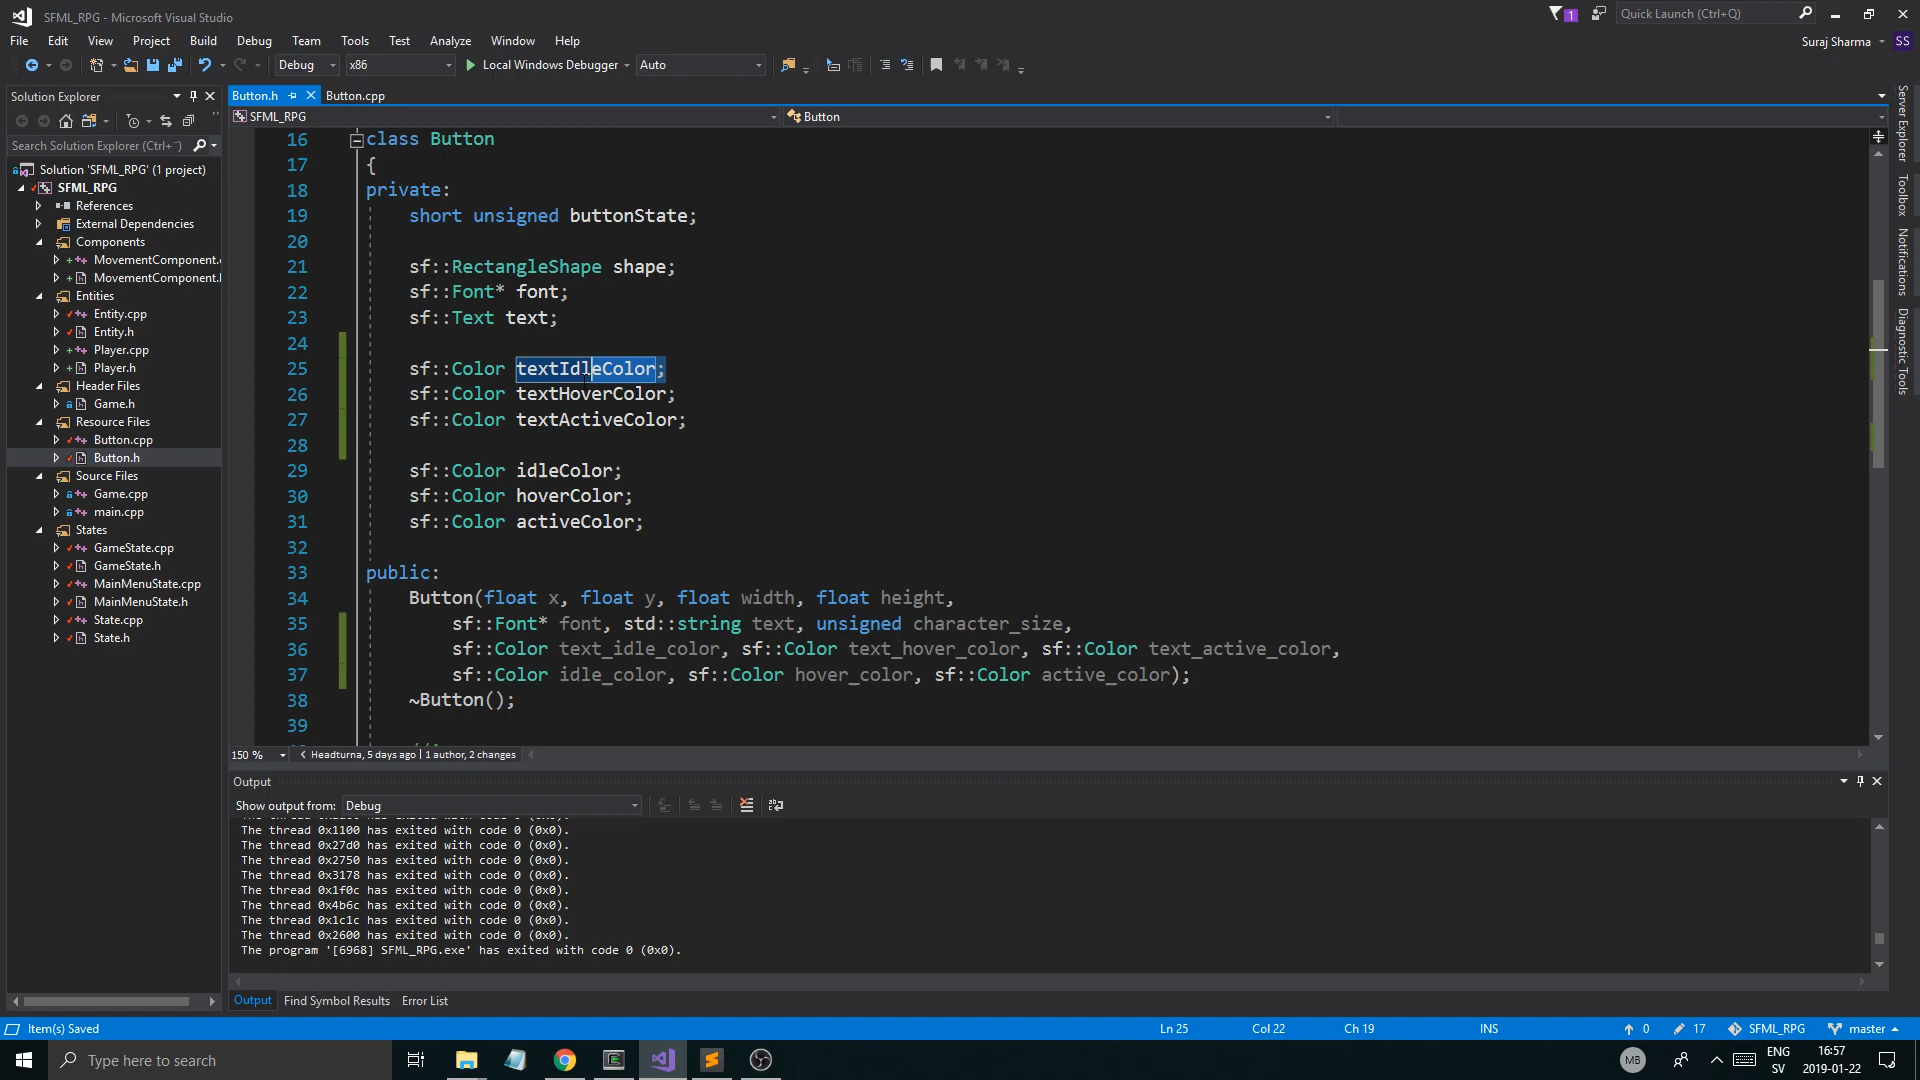 SFML_RPG - Microsoft Visual Studio
1
Quick Launch (Ctrl+Q)
File Edit View Project Build Debug Team Tools Test Analyze Window Help
Suraj Sharma SS
Debug x86 Local Windows Debugger Auto
Solution Explorer
Button.h Button.cpp
SFML_RPG Button
Search Solution Explorer (Ctrl+¨)
Solution 'SFML_RPG' (1 project)
SFML_RPG
References
External Dependencies
Components
MovementComponent.
MovementComponent.
Entities
Entity.cpp
Entity.h
Player.cpp
Player.h
Header Files
Game.h
Resource Files
Button.cpp
Button.h
Source Files
Game.cpp
main.cpp
States
GameState.cpp
GameState.h
MainMenuState.cpp
MainMenuState.h
State.cpp
State.h
16 class Button
17 {
18 private:
19 short unsigned buttonState;
20
21 sf::RectangleShape shape;
22 sf::Font* font;
23 sf::Text text;
24
25 sf::Color textIdleColor;
26 sf::Color textHoverColor;
27 sf::Color textActiveColor;
28
29 sf::Color idleColor;
30 sf::Color hoverColor;
31 sf::Color activeColor;
32
33 public:
34 Button(float x, float y, float width, float height,
35 sf::Font* font, std::string text, unsigned character_size,
36 sf::Color text_idle_color, sf::Color text_hover_color, sf::Color text_active_color,
37 sf::Color idle_color, sf::Color hover_color, sf::Color active_color);
38 ~Button();
39
150 % Headturna, 5 days ago | 1 author, 2 changes
Server Explorer
Toolbox
Notifications
Diagnostic Tools
Output
Show output from: Debug
The thread 0x1100 has exited with code 0 (0x0).
The thread 0x27d0 has exited with code 0 (0x0).
The thread 0x2750 has exited with code 0 (0x0).
The thread 0x3178 has exited with code 0 (0x0).
The thread 0x1f0c has exited with code 0 (0x0).
The thread 0x4b6c has exited with code 0 (0x0).
The thread 0x1c1c has exited with code 0 (0x0).
The thread 0x2600 has exited with code 0 (0x0).
The program '[6968] SFML_RPG.exe' has exited with code 0 (0x0).
Output Find Symbol Results Error List
Item(s) Saved Ln 25 Col 22 Ch 19 INS 0 17 SFML_RPG master
Type here to search
MB
ENG
SV
16:57
2019-01-22